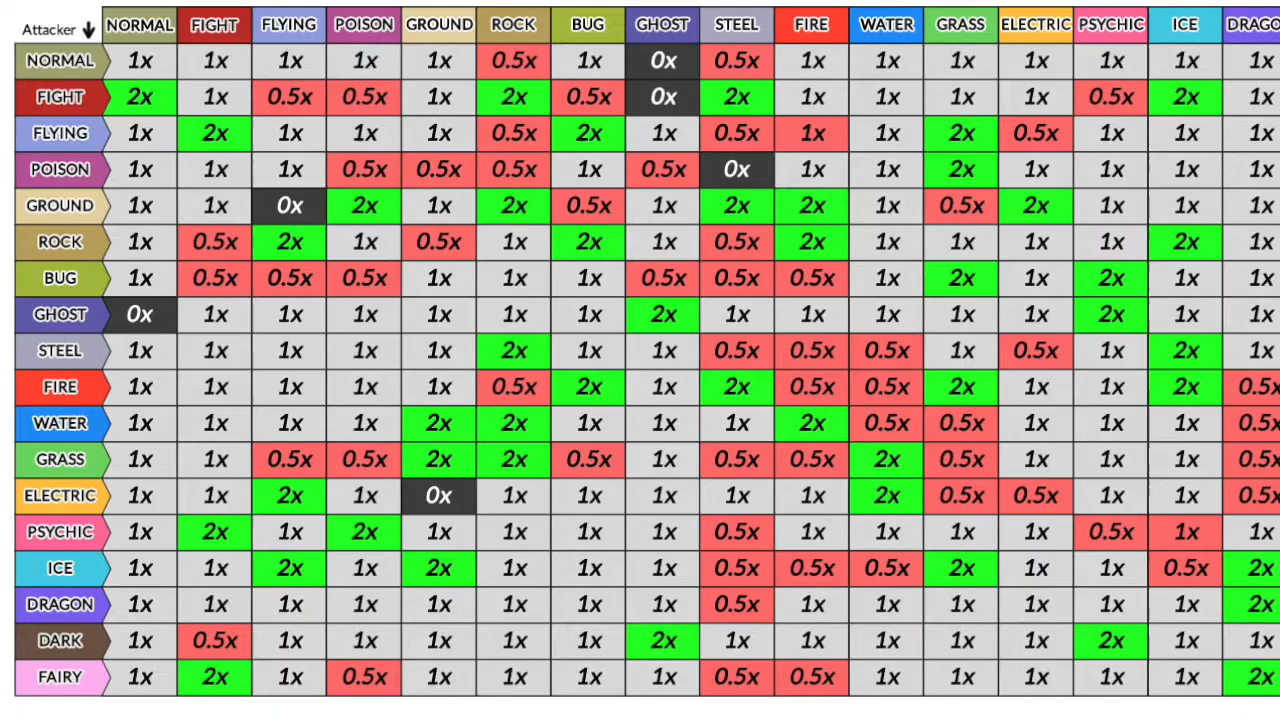 Attacker NORMAL FIGHT FLYING POISON GROUND ROCK BUG GHOST STEEL FIRE WATER GRASS ELECTRIC PSYCHIC ICE DRAGO
NORMAL 1x 1x 1x 1x 1x 0.5x 1x 0x 0.5x 1x 1x 1x 1x 1x 1x 1x
FIGHT 2x 1x 0.5x 0.5x 1x 2x 0.5x 0x 2x 1x 1x 1x 1x 0.5x 2x 1x
FLYING 1x 2x 1x 1x 1x 0.5x 2x 1x 0.5x 1x 1x 2x 0.5x 1x 1x 1x
POISON 1x 1x 1x 0.5x 0.5x 0.5x 1x 0.5x 0x 1x 1x 2x 1x 1x 1x 1x
GROUND 1x 1x 0x 2x 1x 2x 0.5x 1x 2x 2x 1x 0.5x 2x 1x 1x 1x
ROCK 1x 0.5x 2x 1x 0.5x 1x 2x 1x 0.5x 2x 1x 1x 1x 1x 2x 1x
BUG 1x 0.5x 0.5x 0.5x 1x 1x 1x 0.5x 0.5x 0.5x 1x 2x 1x 2x 1x 1x
GHOST 0x 1x 1x 1x 1x 1x 1x 2x 1x 1x 1x 1x 1x 2x 1x 1x
STEEL 1x 1x 1x 1x 1x 2x 1x 1x 0.5x 0.5x 0.5x 1x 0.5x 1x 2x 1x
FIRE 1x 1x 1x 1x 1x 0.5x 2x 1x 2x 0.5x 0.5x 2x 1x 1x 2x 0.5x
WATER 1x 1x 1x 1x 2x 2x 1x 1x 1x 2x 0.5x 0.5x 1x 1x 1x 0.5x
GRASS 1x 1x 0.5x 0.5x 2x 2x 0.5x 1x 0.5x 0.5x 2x 0.5x 1x 1x 1x 0.5x
ELECTRIC 1x 1x 2x 1x 0x 1x 1x 1x 1x 1x 2x 0.5x 0.5x 1x 1x 0.5x
PSYCHIC 1x 2x 1x 2x 1x 1x 1x 1x 0.5x 1x 1x 1x 1x 0.5x 1x 1x
ICE 1x 1x 2x 1x 2x 1x 1x 1x 0.5x 0.5x 0.5x 2x 1x 1x 0.5x 2x
DRAGON 1x 1x 1x 1x 1x 1x 1x 1x 0.5x 1x 1x 1x 1x 1x 1x 2x
DARK 1x 0.5x 1x 1x 1x 1x 1x 2x 1x 1x 1x 1x 1x 2x 1x 1x
FAIRY 1x 2x 1x 0.5x 1x 1x 1x 1x 0.5x 0.5x 1x 1x 1x 1x 1x 2x